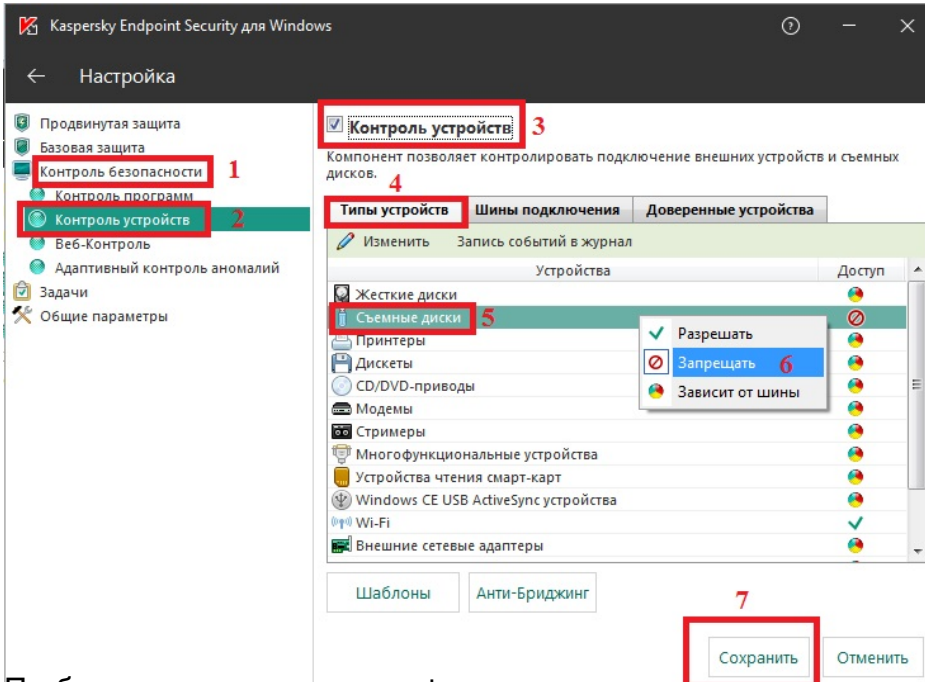 Kaspersky Endpoint Security для Windows
Настройка
Продвинутая защита
Базовая защита
Контроль безопасности 1
Контроль программ
Контроль устройств 2
Веб-Контроль
Адаптивный контроль аномалий
Задачи
Общие параметры
Контроль устройств 3
Компонент позволяет контролировать подключение внешних устройств и съемных
дисков.
4
Типы устройств Шины подключения Доверенные устройства
Изменить Запись событий в журнал
Устройства Доступ
Жесткие диски
Съемные диски 5
Принтеры
Дискеты
CD/DVD-приводы
Модемы
Стримеры
Многофункциональные устройства
Устройства чтения смарт-карт
Windows CE USB ActiveSync устройства
Wi-Fi
Внешние сетевые адаптеры
Разрешать
Запрещать 6
Зависит от шины
Шаблоны Анти-Бриджинг
7
Сохранить Отменить